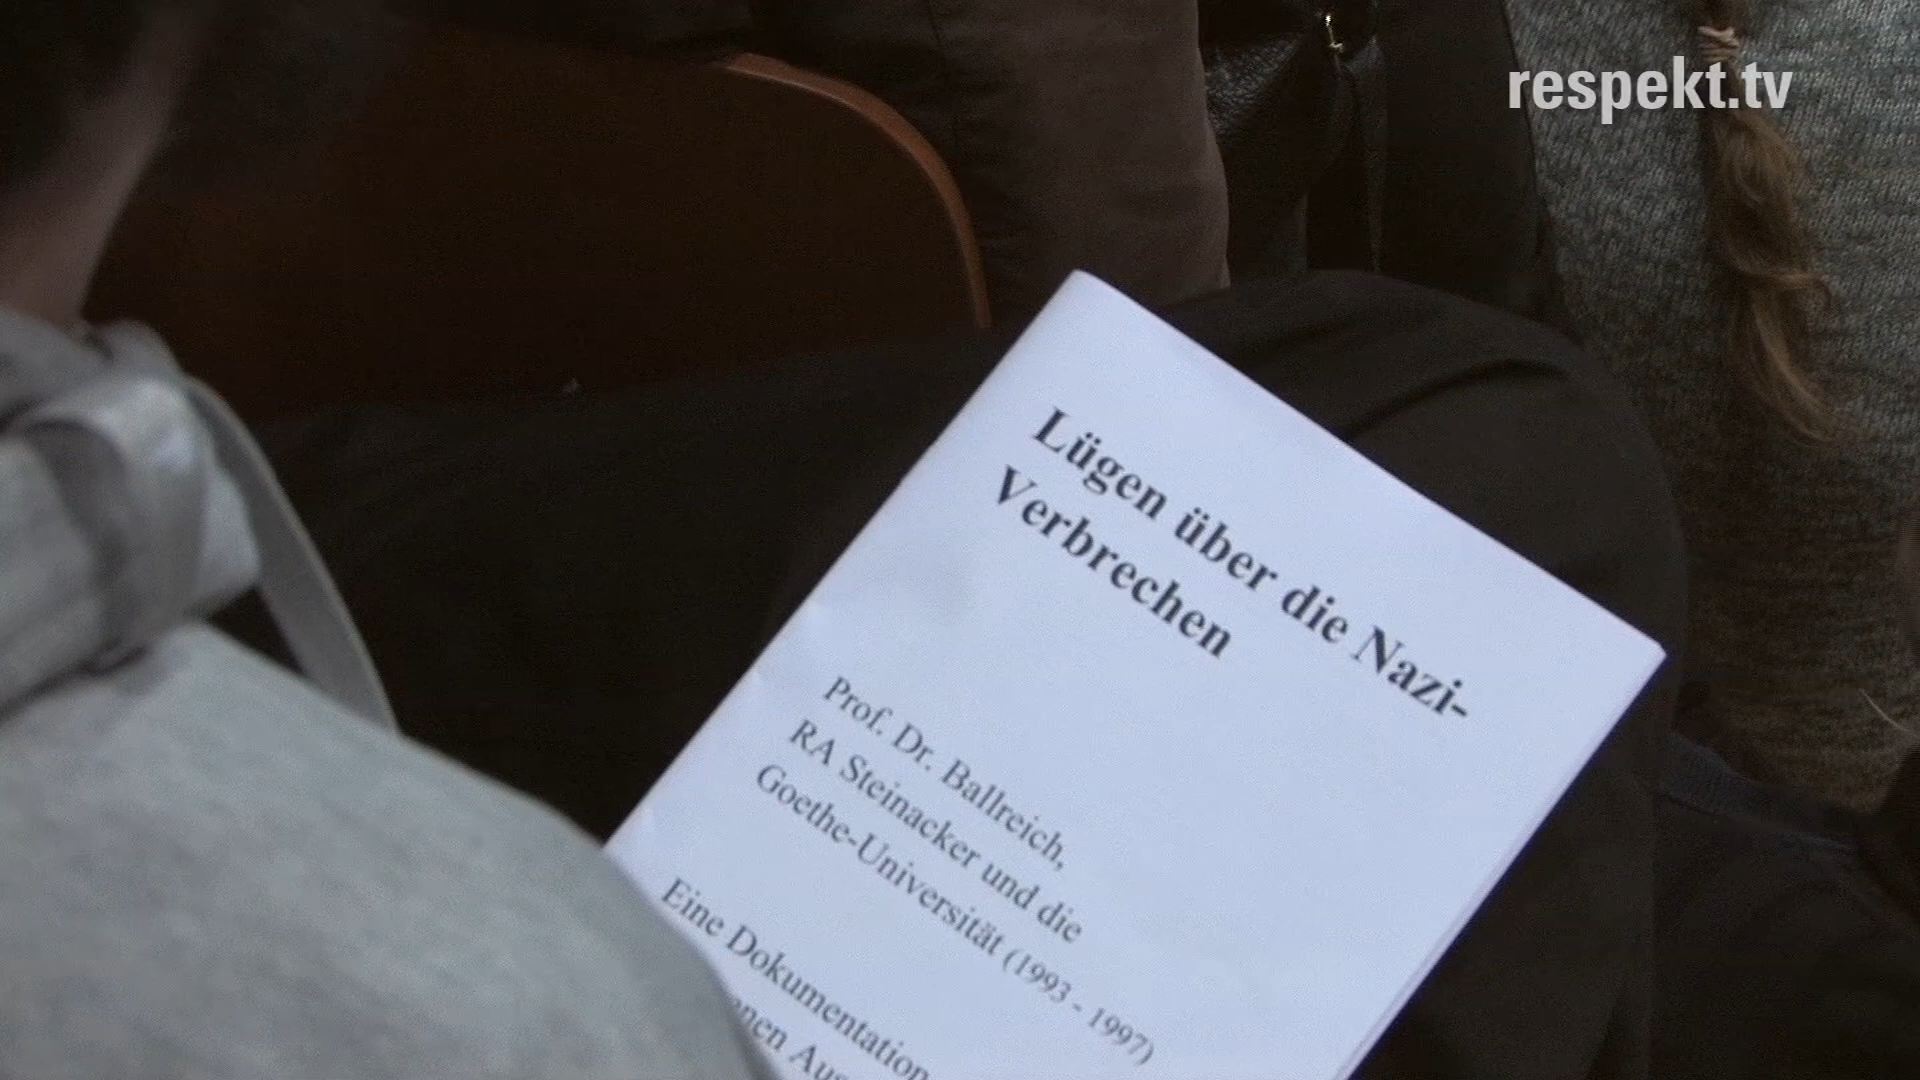 respekt.tv
Lügen über die Nazi-
Verbrechen
Prof. Dr. Ballreich,
RA Steinacker und die
Goethe-Universität (1993 - 1997)
Eine Dokumentation